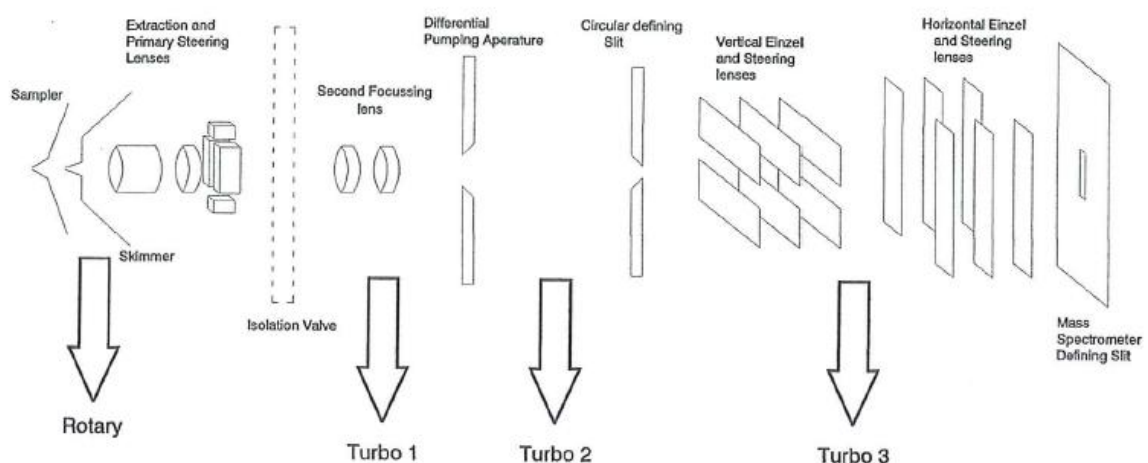 Extraction and
Primary Steering
Lenses
Differential
Pumping Aperature
Circular defining
Slit
Vertical Einzel
and Steering
lenses
Horizontal Einzel
and Steering
lenses
Sampler
Second Focussing
lens
Skimmer
Isolation Valve
Mass
Spectrometer
Defining Slit
Rotary
Turbo 1
Turbo 2
Turbo 3